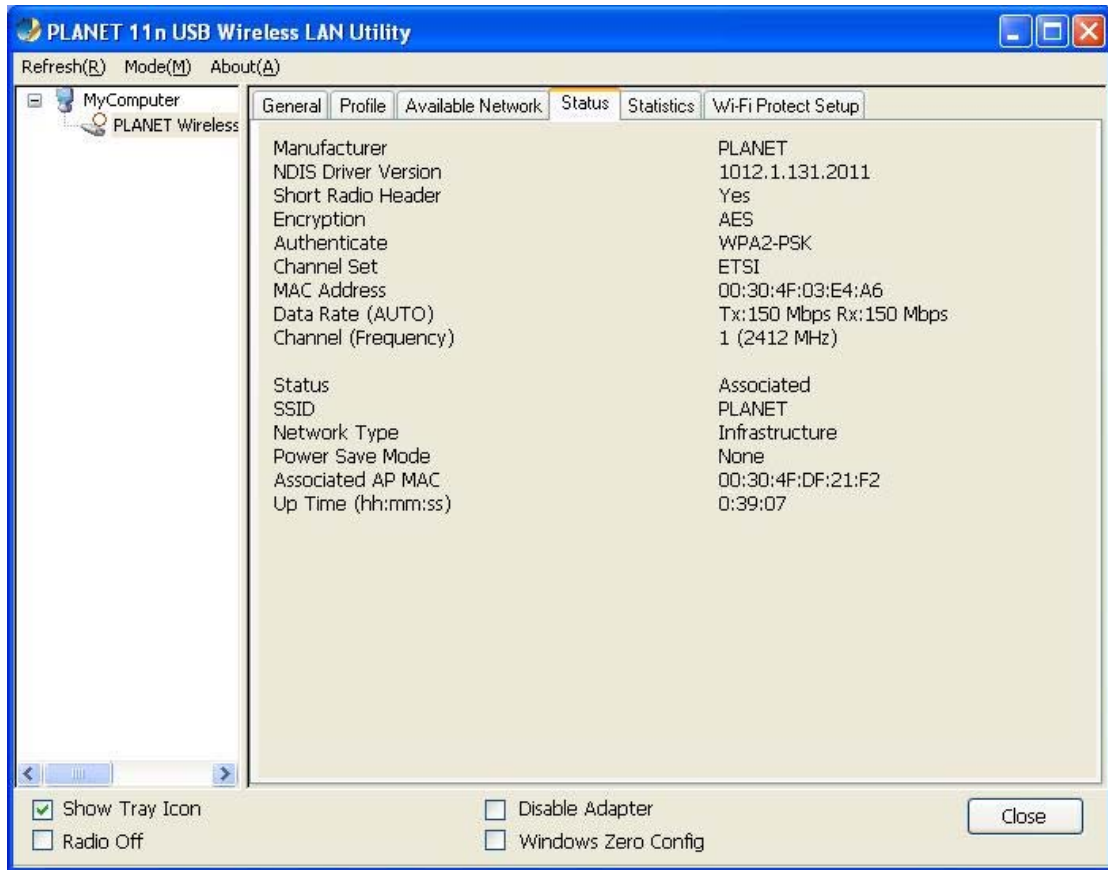 PLANET 11n USB Wireless LAN Utility
Refresh(R) Mode(M) About(A)
MyComputer
PLANET Wireless
General Profile Available Network Status Statistics Wi-Fi Protect Setup
Manufacturer PLANET
NDIS Driver Version 1012.1.131.2011
Short Radio Header Yes
Encryption AES
Authenticate WPA2-PSK
Channel Set ETSI
MAC Address 00:30:4F:03:E4:A6
Data Rate (AUTO) Tx:150 Mbps Rx:150 Mbps
Channel (Frequency) 1 (2412 MHz)
Status Associated
SSID PLANET
Network Type Infrastructure
Power Save Mode None
Associated AP MAC 00:30:4F:DF:21:F2
Up Time (hh:mm:ss) 0:39:07
Show Tray Icon Disable Adapter Close
Radio Off Windows Zero Config